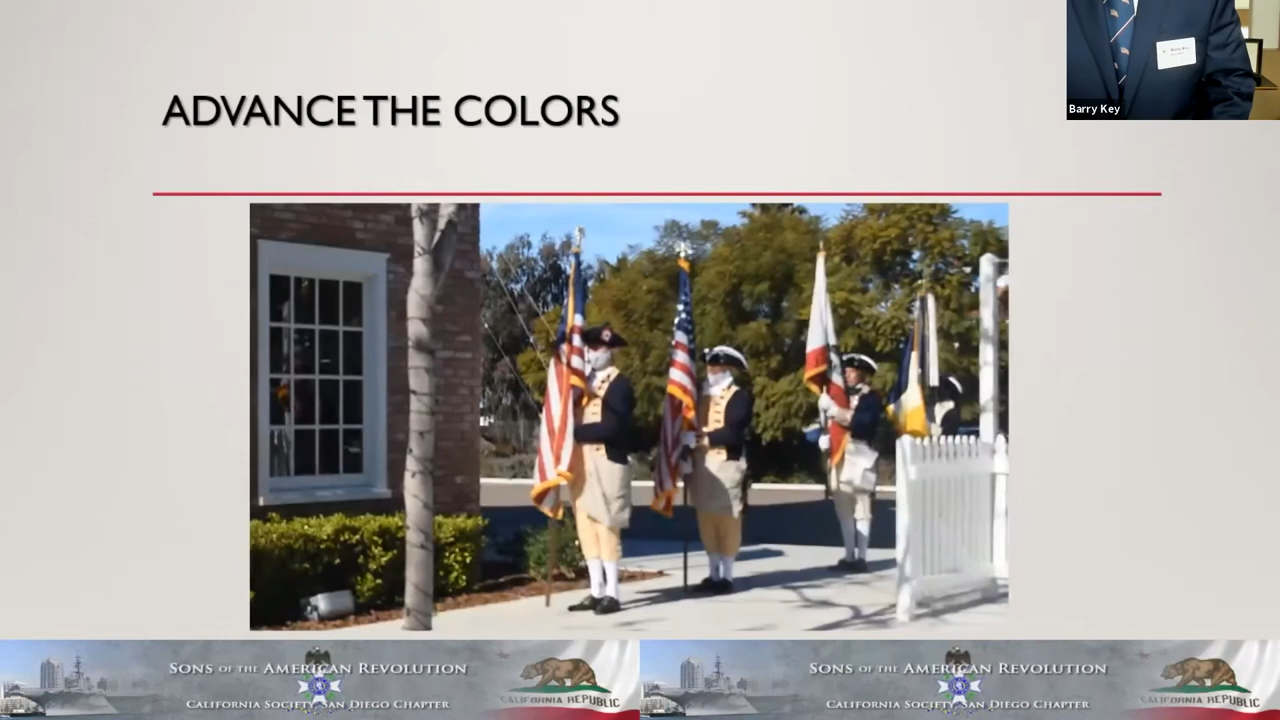 ADVANCE THE COLORS
Barry Key
SONS OF THE AMERICAN REVOLUTION
CALIFORNIA SOCIETY SAN DIEGO CHAPTER
CALIFORNIA REPUBLIC
SONS OF THE AMERICAN REVOLUTION
CALIFORNIA SOCIETY SAN DIEGO CHAPTER
CALIFORNIA REPUBLIC